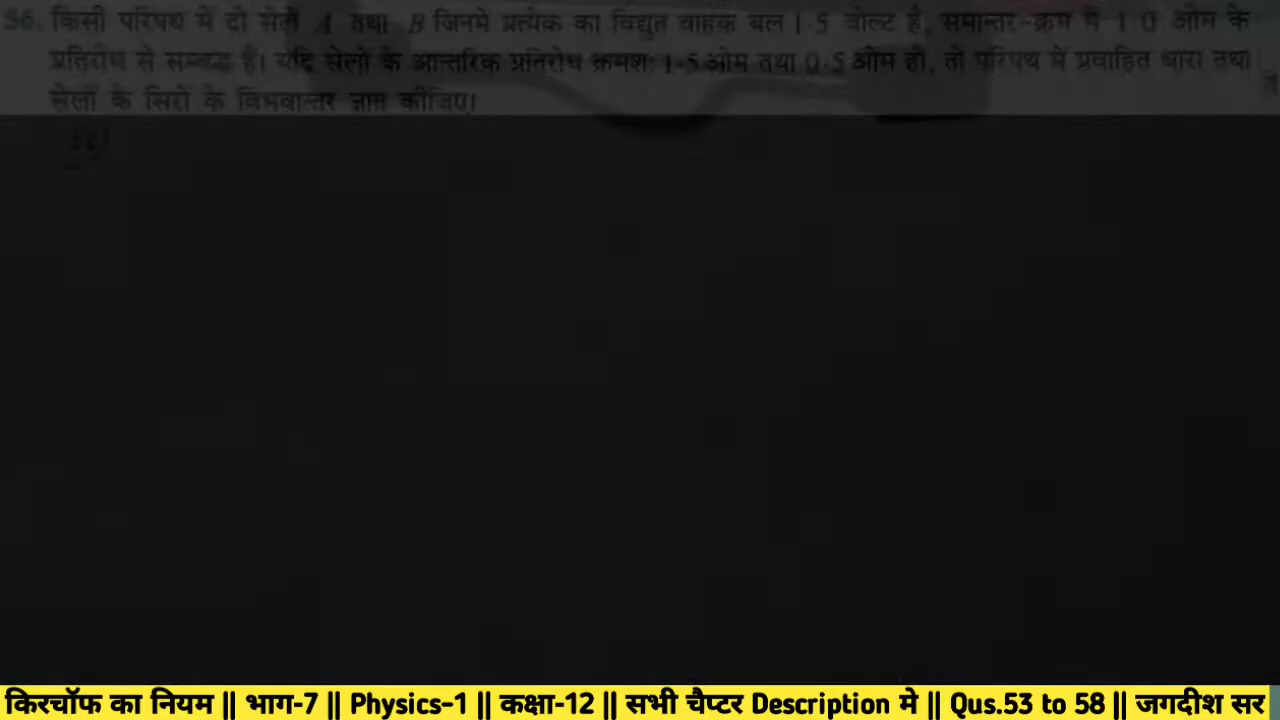 56. किसी परिपथ में दो सेलें A तथा B जिनमें प्रत्येक का विद्युत वाहक बल 1·5 वोल्ट है, समान्तर-क्रम में 1·0 ओम के
प्रतिरोध से सम्बद्ध हैं। यदि सेलों के आन्तरिक प्रतिरोध क्रमशः 1·5 ओम तथा 0·5 ओम हों, तो परिपथ में प्रवाहित धारा तथा
सेलों के सिरों के विभवान्तर ज्ञात कीजिए।
किरचॉफ का नियम || भाग-7 || Physics-1 || कक्षा-12 || सभी चैप्टर Description मे || Qus.53 to 58 || जगदीश सर